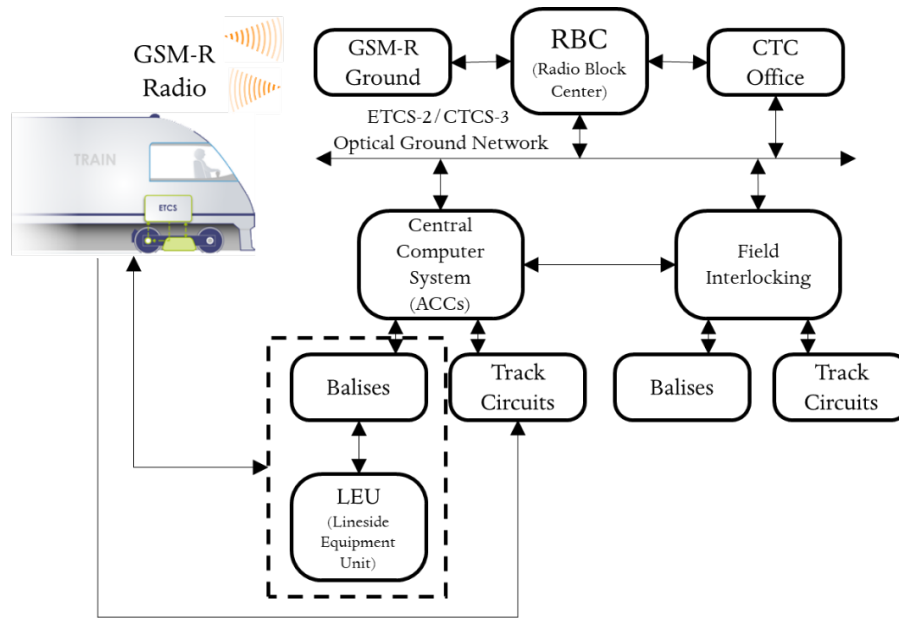 GSM-R
Radio
GSM-R
Ground
RBC
(Radio Block
Center)
CTC
Office
ETCS-2/CTCS-3
Optical Ground Network
TRAIN
ETCS
Central
Computer
System
(ACCs)
Field
Interlocking
Balises
Track
Circuits
Balises
Track
Circuits
LEU
(Lineside
Equipment
Unit)